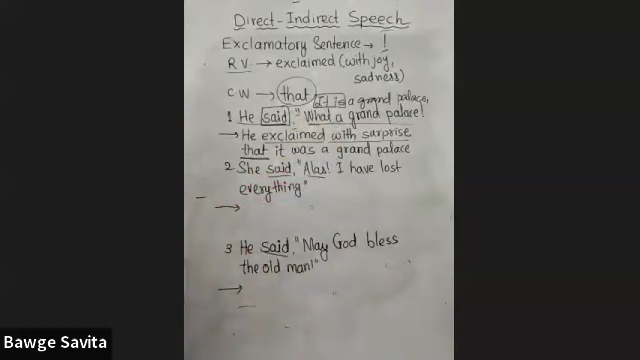 Direct-Indirect Speech
Exclamatory Sentence → !
RV → exclaimed (with joy,
sadness)
CW → that
It is a grand palace,
1 He said, "What a grand palace!
→ He exclaimed with surprise
that it was a grand palace
2. She said, "Alas! I have lost
everything"
→
3 He said, "May God bless
the old man!"
→
Bawge Savita